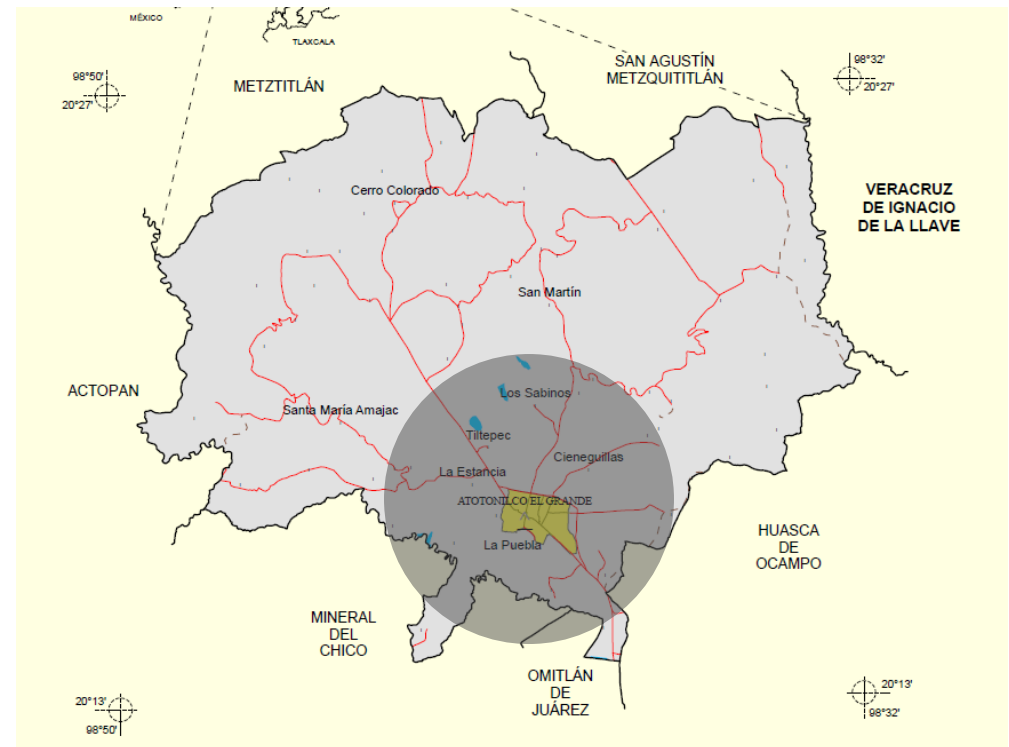 MÉXICO
TLAXCALA
98°50'
20°27'
METZTITLÁN
SAN AGUSTÍN
METZQUITITLÁN
98°32'
20°27'
Cerro Colorado
VERACRUZ
DE IGNACIO
DE LA LLAVE
San Martín
ACTOPAN
Los Sabinos
Santa María Amajac
Tiltepec
Cieneguillas
La Estancia
ATOTONILCO EL GRANDE
La Puebla
HUASCA
DE
OCAMPO
MINERAL
DEL
CHICO
OMITLÁN
DE
JUÁREZ
20°13'
98°50'
20°13'
98°32'